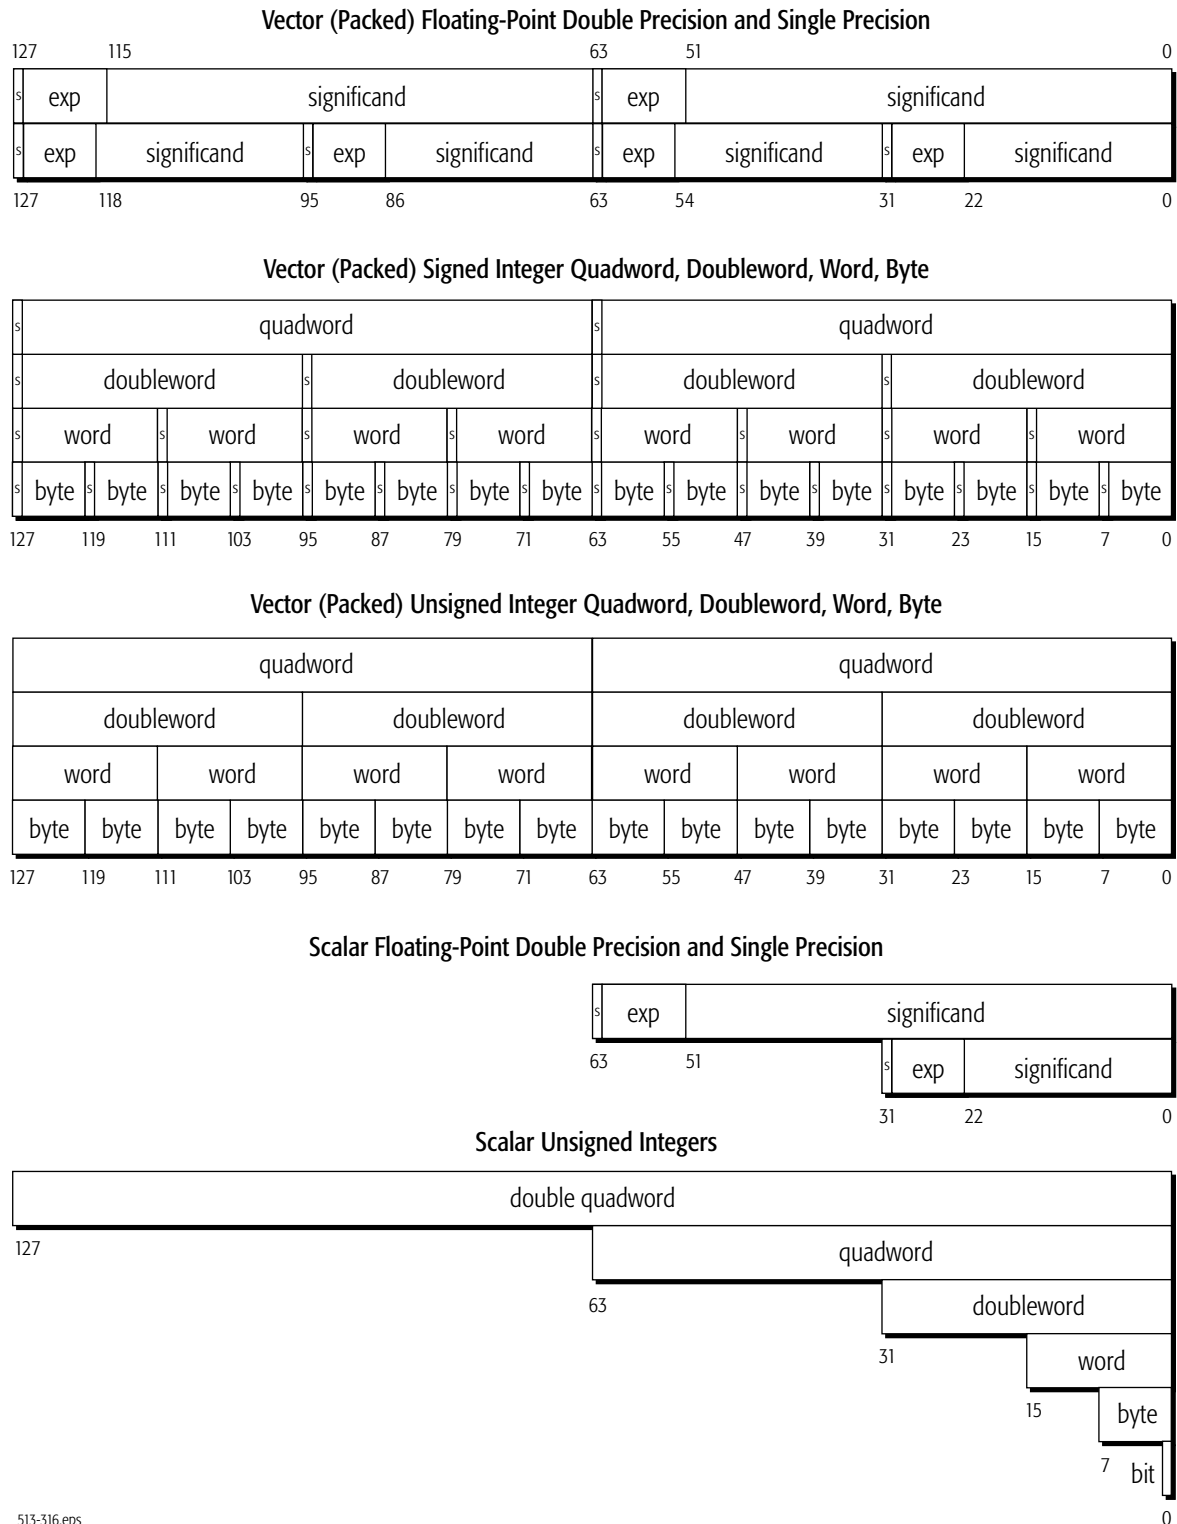 Vector (Packed) Floating-Point Double Precision and Single Precision
127 115 63 51 0
s exp significand s exp significand
s exp significand s exp significand s exp significand s exp significand
127 118 95 86 63 54 31 22 0
Vector (Packed) Signed Integer Quadword, Doubleword, Word, Byte
s quadword s quadword
s doubleword s doubleword s doubleword s doubleword
s word s word s word s word s word s word s word s word
s byte s byte s byte s byte s byte s byte s byte s byte s byte s byte s byte s byte s byte s byte s byte s byte
127 119 111 103 95 87 79 71 63 55 47 39 31 23 15 7 0
Vector (Packed) Unsigned Integer Quadword, Doubleword, Word, Byte
quadword quadword
doubleword doubleword doubleword doubleword
word word word word word word word word
byte byte byte byte byte byte byte byte byte byte byte byte byte byte byte byte
127 119 111 103 95 87 79 71 63 55 47 39 31 23 15 7 0
Scalar Floating-Point Double Precision and Single Precision
s exp significand
63 51
s exp significand
31 22 0
Scalar Unsigned Integers
double quadword
127
quadword
63
doubleword
31
word
15
byte
7
bit
0
513-316.eps